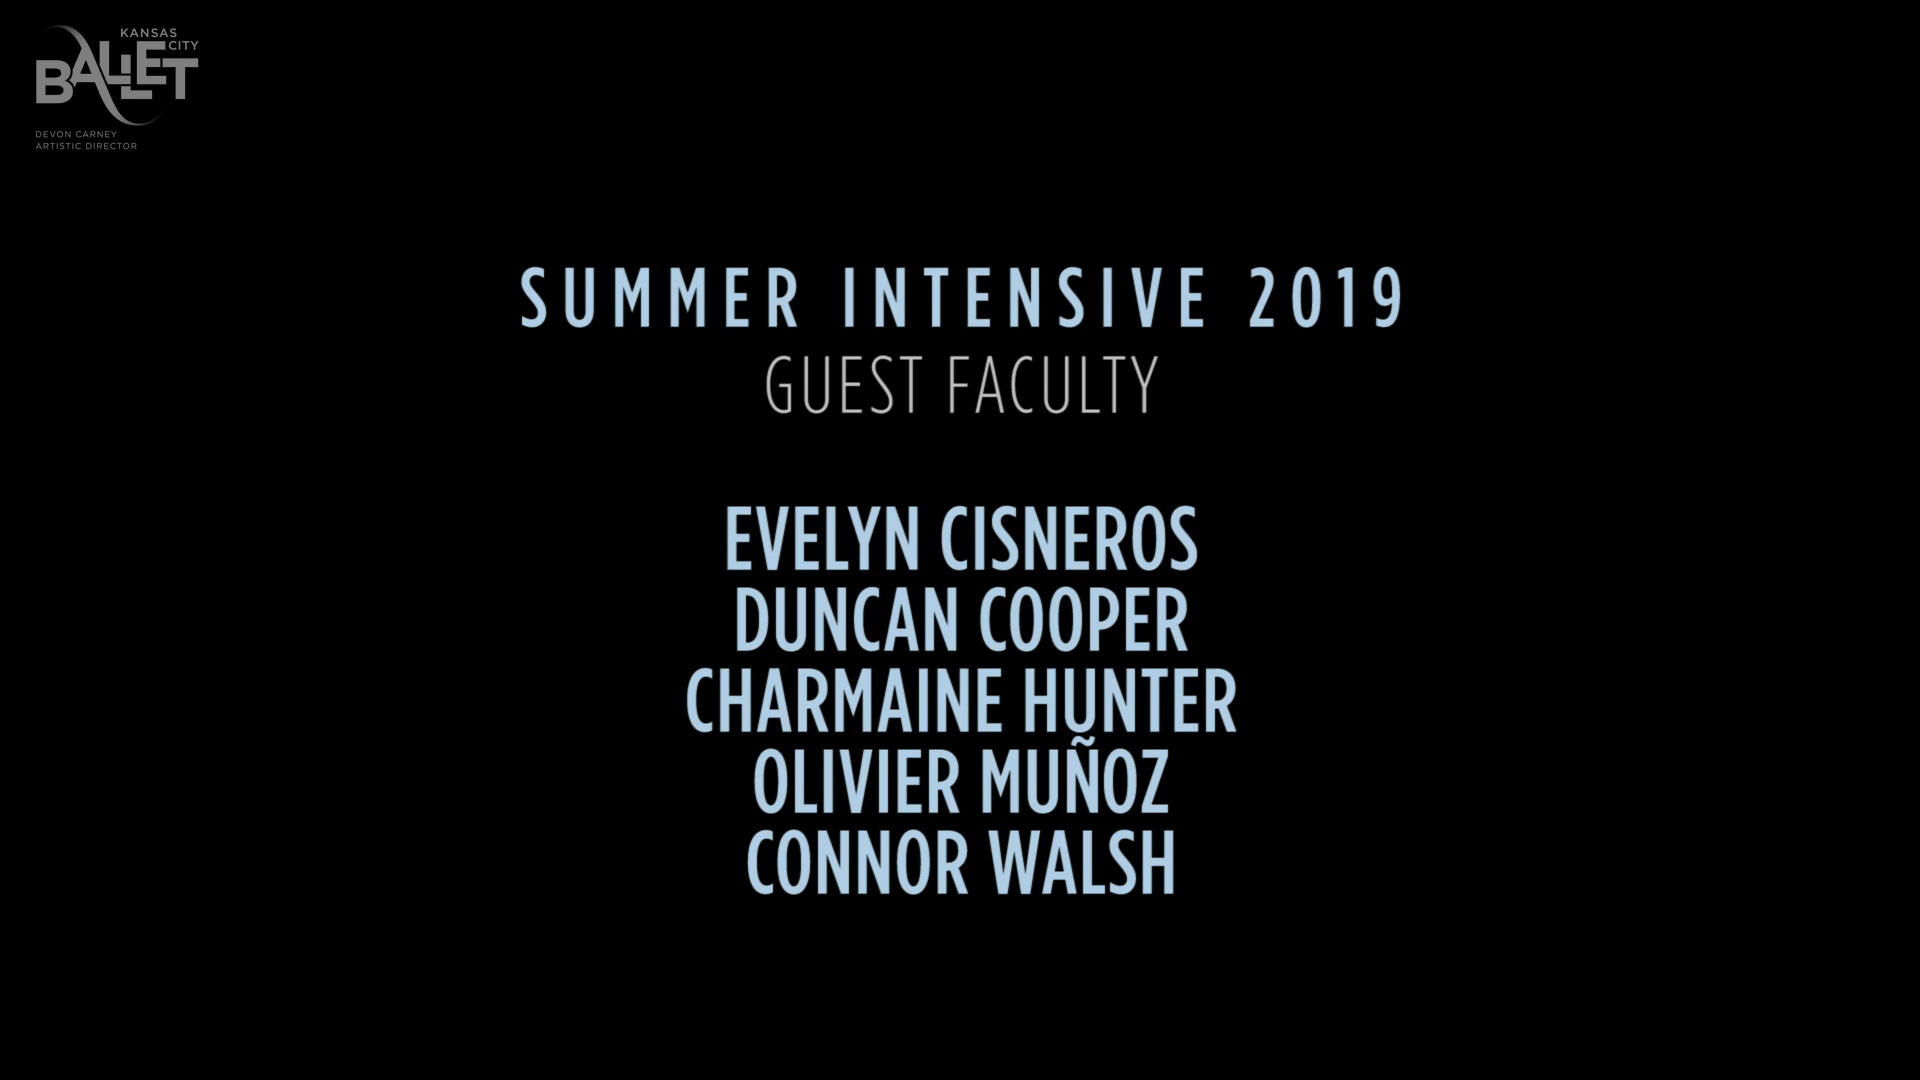 KANSAS
CITY
BALLET
DEVON CARNEY
ARTISTIC DIRECTOR
SUMMER INTENSIVE 2019
GUEST FACULTY
EVELYN CISNEROS
DUNCAN COOPER
CHARMAINE HUNTER
OLIVIER MUÑOZ
CONNOR WALSH